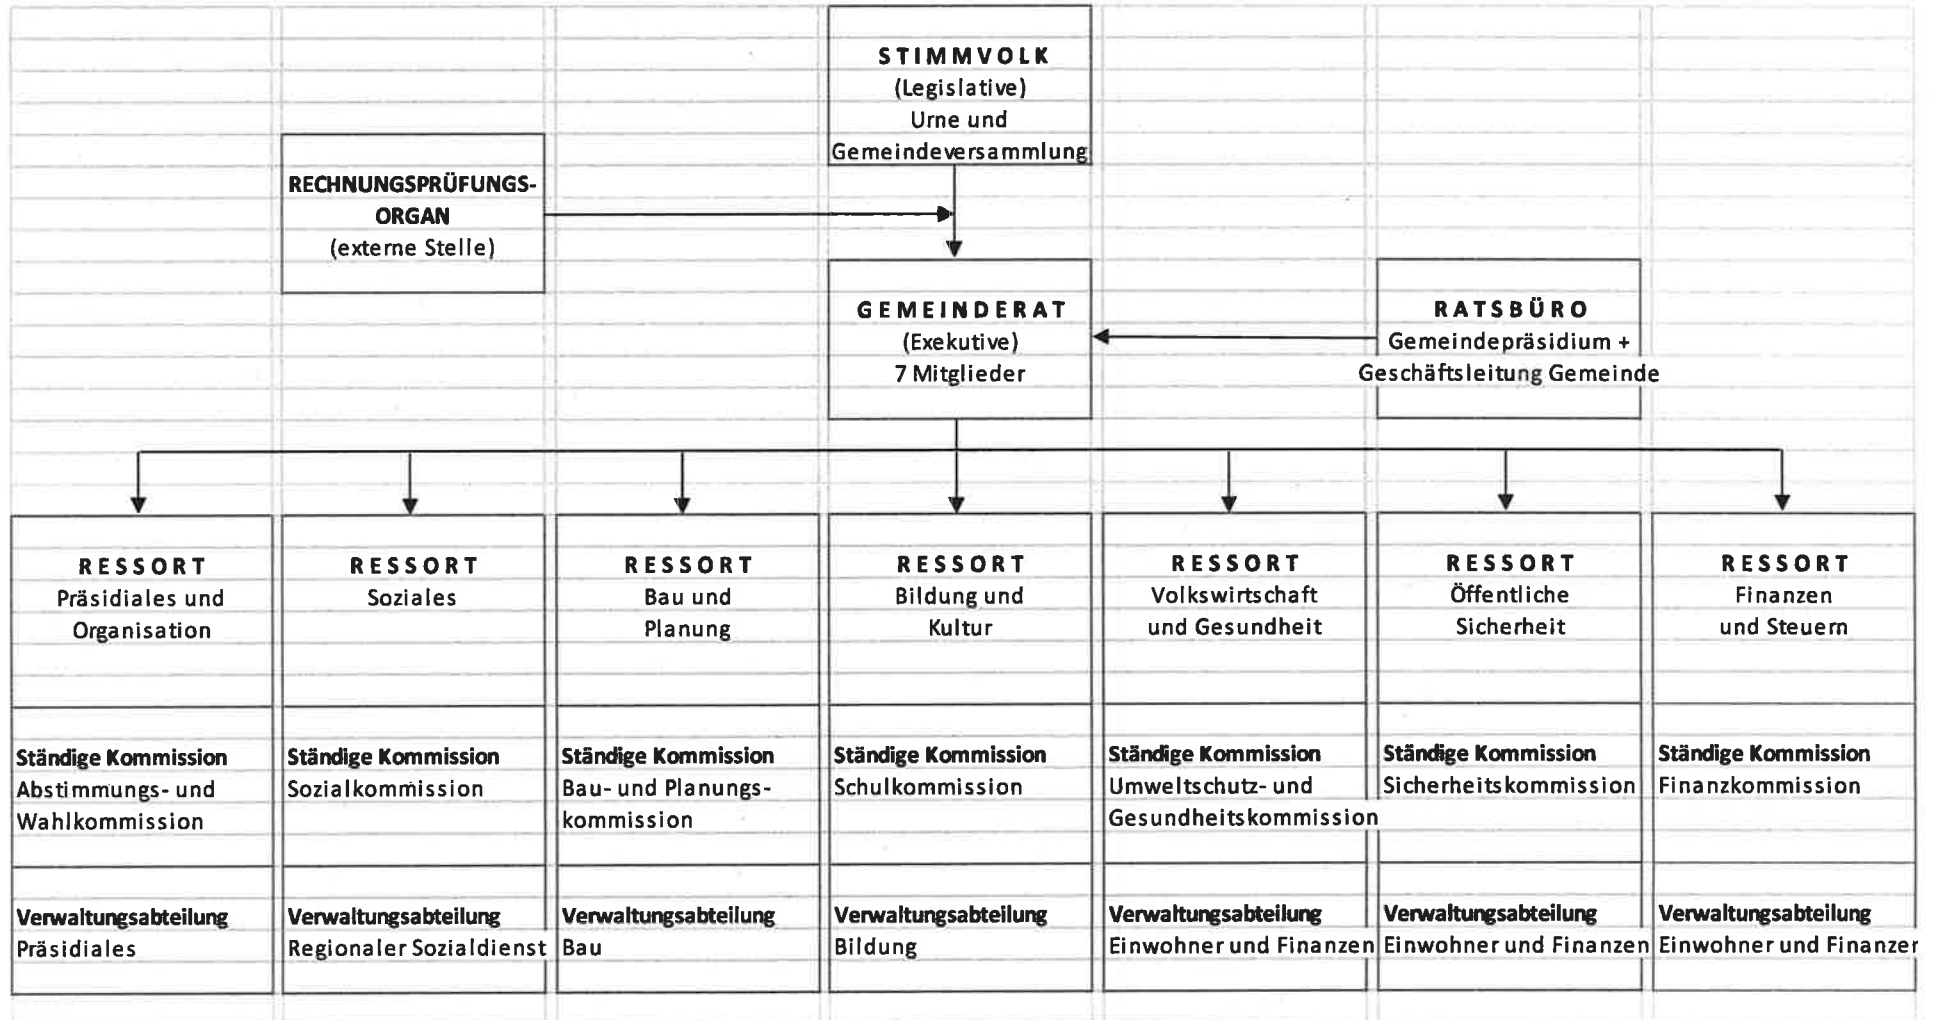 STIMMVOLK
(Legislative)
Urne und
Gemeindeversammlung
RECHNUNGSPRÜFUNGS-
ORGAN
(externe Stelle)
GEMEINDERAT
(Exekutive)
7 Mitglieder
RATSBÜRO
Gemeindepräsidium +
Geschäftsleitung Gemeinde
RESSORT
Präsidiales und
Organisation
RESSORT
Soziales
RESSORT
Bau und
Planung
RESSORT
Bildung und
Kultur
RESSORT
Volkswirtschaft
und Gesundheit
RESSORT
Öffentliche
Sicherheit
RESSORT
Finanzen
und Steuern
Ständige Kommission
Abstimmungs- und
Wahlkommission
Ständige Kommission
Sozialkommission
Ständige Kommission
Bau- und Planungs-
kommission
Ständige Kommission
Schulkommission
Ständige Kommission
Umweltschutz- und
Gesundheitskommission
Ständige Kommission
Sicherheitskommission
Ständige Kommission
Finanzkommission
Verwaltungsabteilung
Präsidiales
Verwaltungsabteilung
Regionaler Sozialdienst
Verwaltungsabteilung
Bau
Verwaltungsabteilung
Bildung
Verwaltungsabteilung
Einwohner und Finanzen
Verwaltungsabteilung
Einwohner und Finanzen
Verwaltungsabteilung
Einwohner und Finanzen